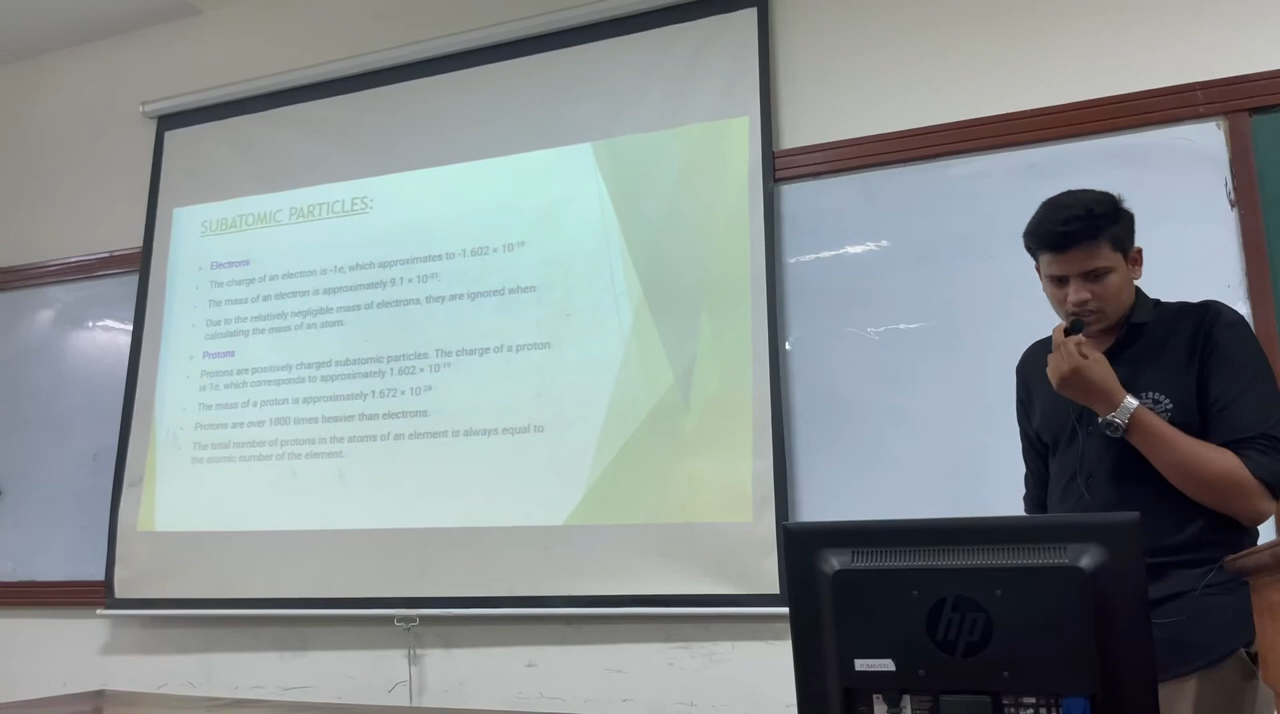 SUBATOMIC PARTICLES:
Electrons
The charge of an electron is -1e, which approximates to -1.602 × 10⁻¹⁹
The mass of an electron is approximately 9.1 × 10
Due to the relatively negligible mass of electrons, they are ignored when
calculating the mass of an atom.
Protons
Protons are positively charged subatomic particles. The charge of a proton
is 1e, which corresponds to approximately 1.602 × 10⁻¹⁹
The mass of a proton is approximately 1.672 × 10⁻²⁴
Protons are over 1800 times heavier than electrons.
The total number of protons in the atoms of an element is always equal to
the atomic number of the element.
TROOPS
hp